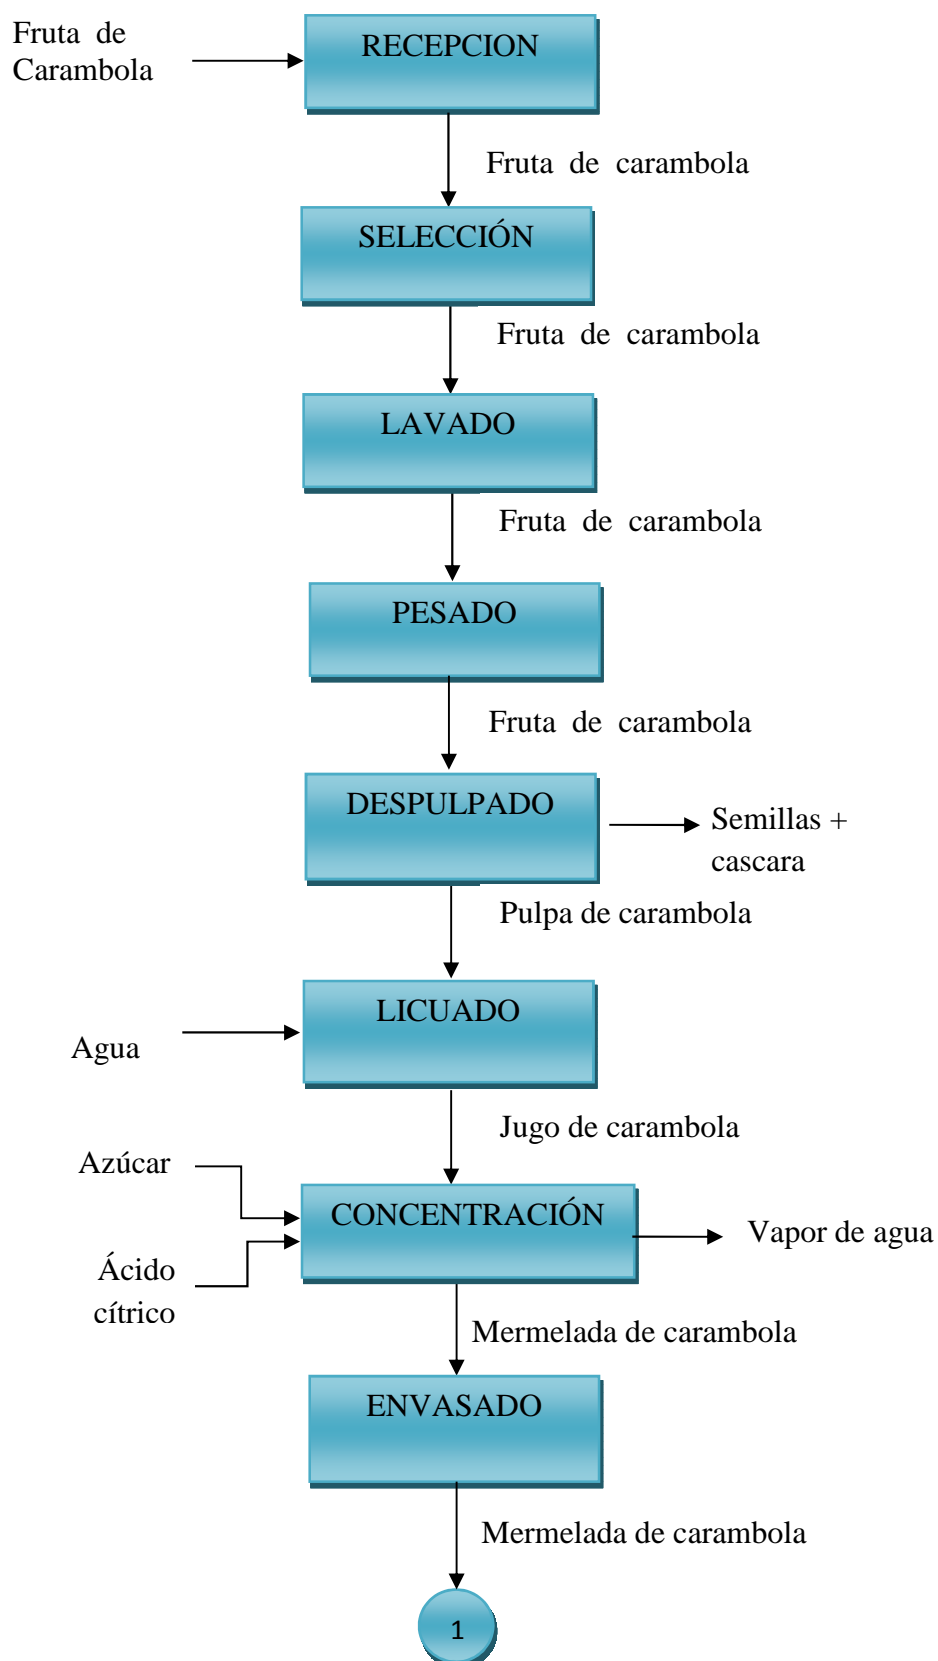 Fruta de
Carambola
RECEPCION
Fruta de carambola
SELECCIÓN
Fruta de carambola
LAVADO
Fruta de carambola
PESADO
Fruta de carambola
DESPULPADO
Semillas +
cascara
Pulpa de carambola
LICUADO
Agua
Jugo de carambola
Azúcar
CONCENTRACIÓN
Vapor de agua
Ácido
cítrico
Mermelada de carambola
ENVASADO
Mermelada de carambola
1